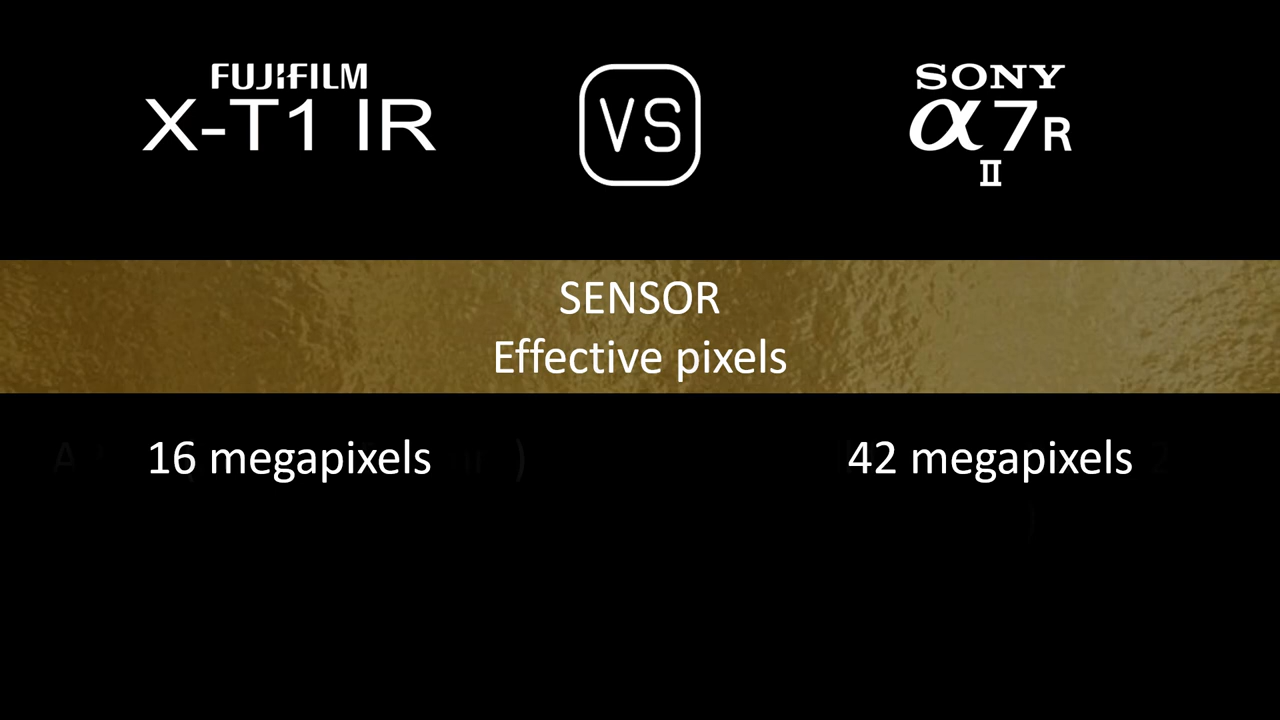 FUJIFILM
X-T1 IR
VS
SONY
α7R
II
SENSOR
Effective pixels
16 megapixels
42 megapixels